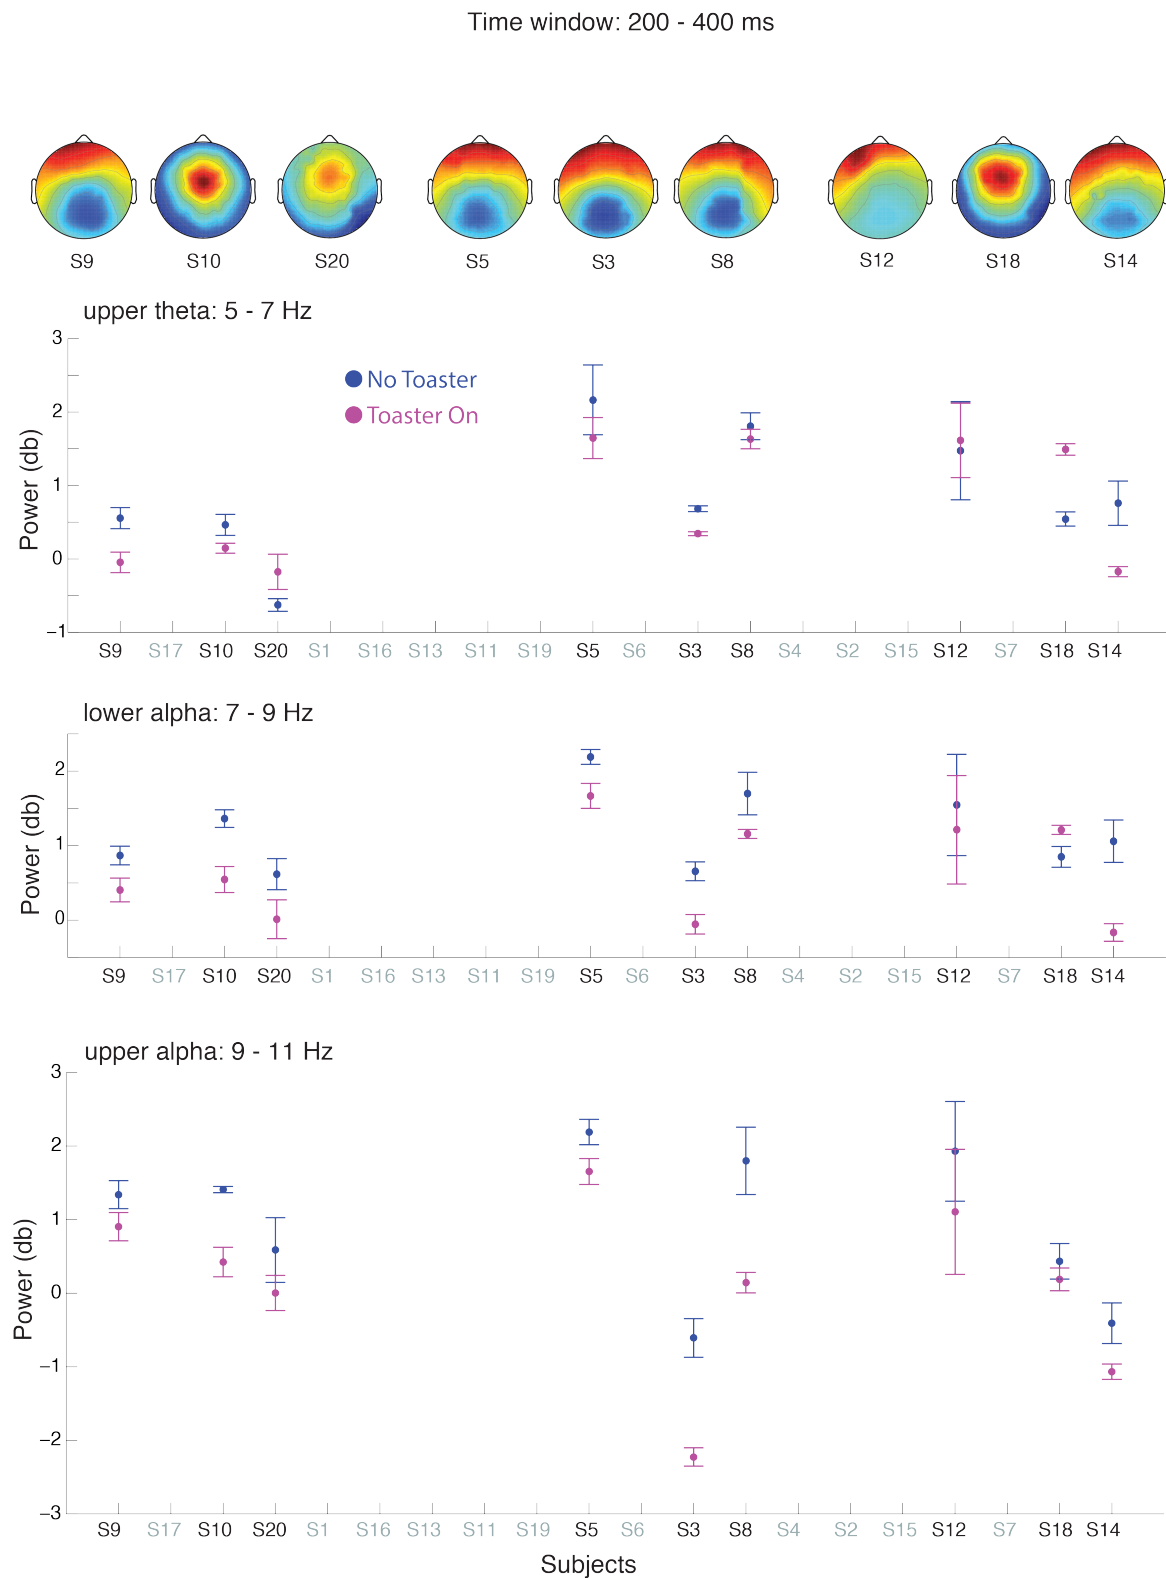 Time window: 200 - 400 ms
S9 S10 S20 S5 S3 S8 S12 S18 S14
upper theta: 5 - 7 Hz
3
No Toaster
2
Toaster On
1
Power (db)
0
−1
S9 S17 S10 S20 S1 S16 S13 S11 S19 S5 S6 S3 S8 S4 S2 S15 S12 S7 S18 S14
lower alpha: 7 - 9 Hz
2
1
Power (db)
0
S9 S17 S10 S20 S1 S16 S13 S11 S19 S5 S6 S3 S8 S4 S2 S15 S12 S7 S18 S14
upper alpha: 9 - 11 Hz
3
2
1
Power (db)
0
−1
−2
−3
S9 S17 S10 S20 S1 S16 S13 S11 S19 S5 S6 S3 S8 S4 S2 S15 S12 S7 S18 S14
Subjects